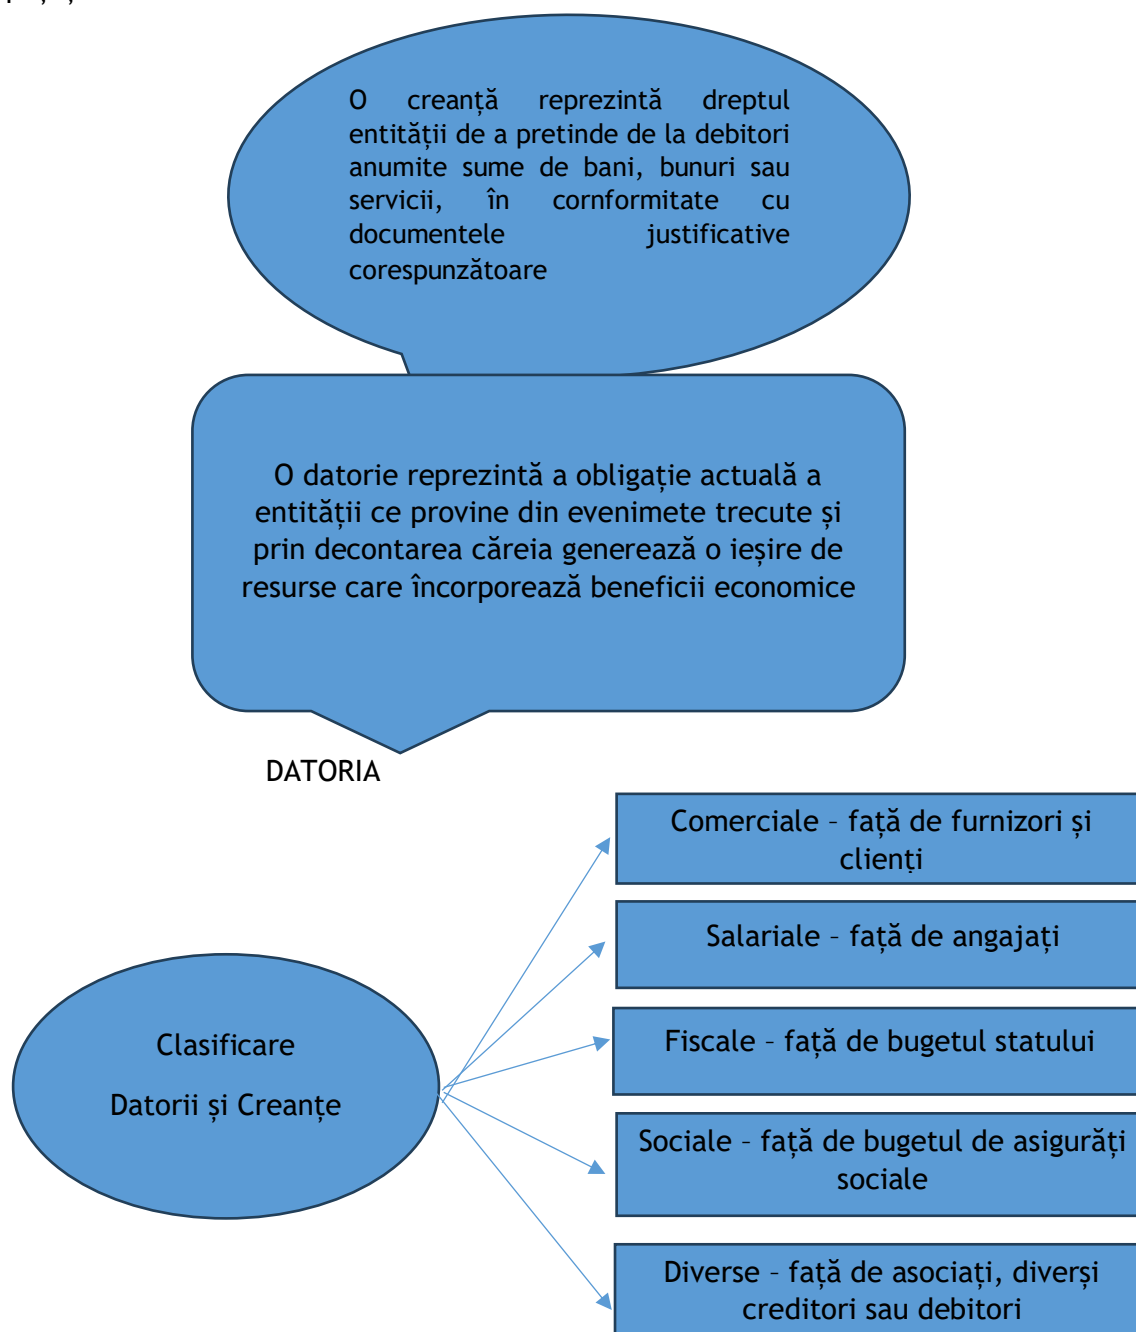 O creanță reprezintă dreptul
entității de a pretinde de la debitori
anumite sume de bani, bunuri sau
servicii, în cornformitate cu
documentele justificative
corespunzătoare
O datorie reprezintă a obligație actuală a
entității ce provine din evenimete trecute și
prin decontarea căreia generează o ieșire de
resurse care încorporează beneficii economice
DATORIA
Clasificare
Datorii și Creanțe
Comerciale – față de furnizori și
clienți
Salariale – față de angajați
Fiscale – față de bugetul statului
Sociale – față de bugetul de asigurăți
sociale
Diverse – față de asociați, diverși
creditori sau debitori